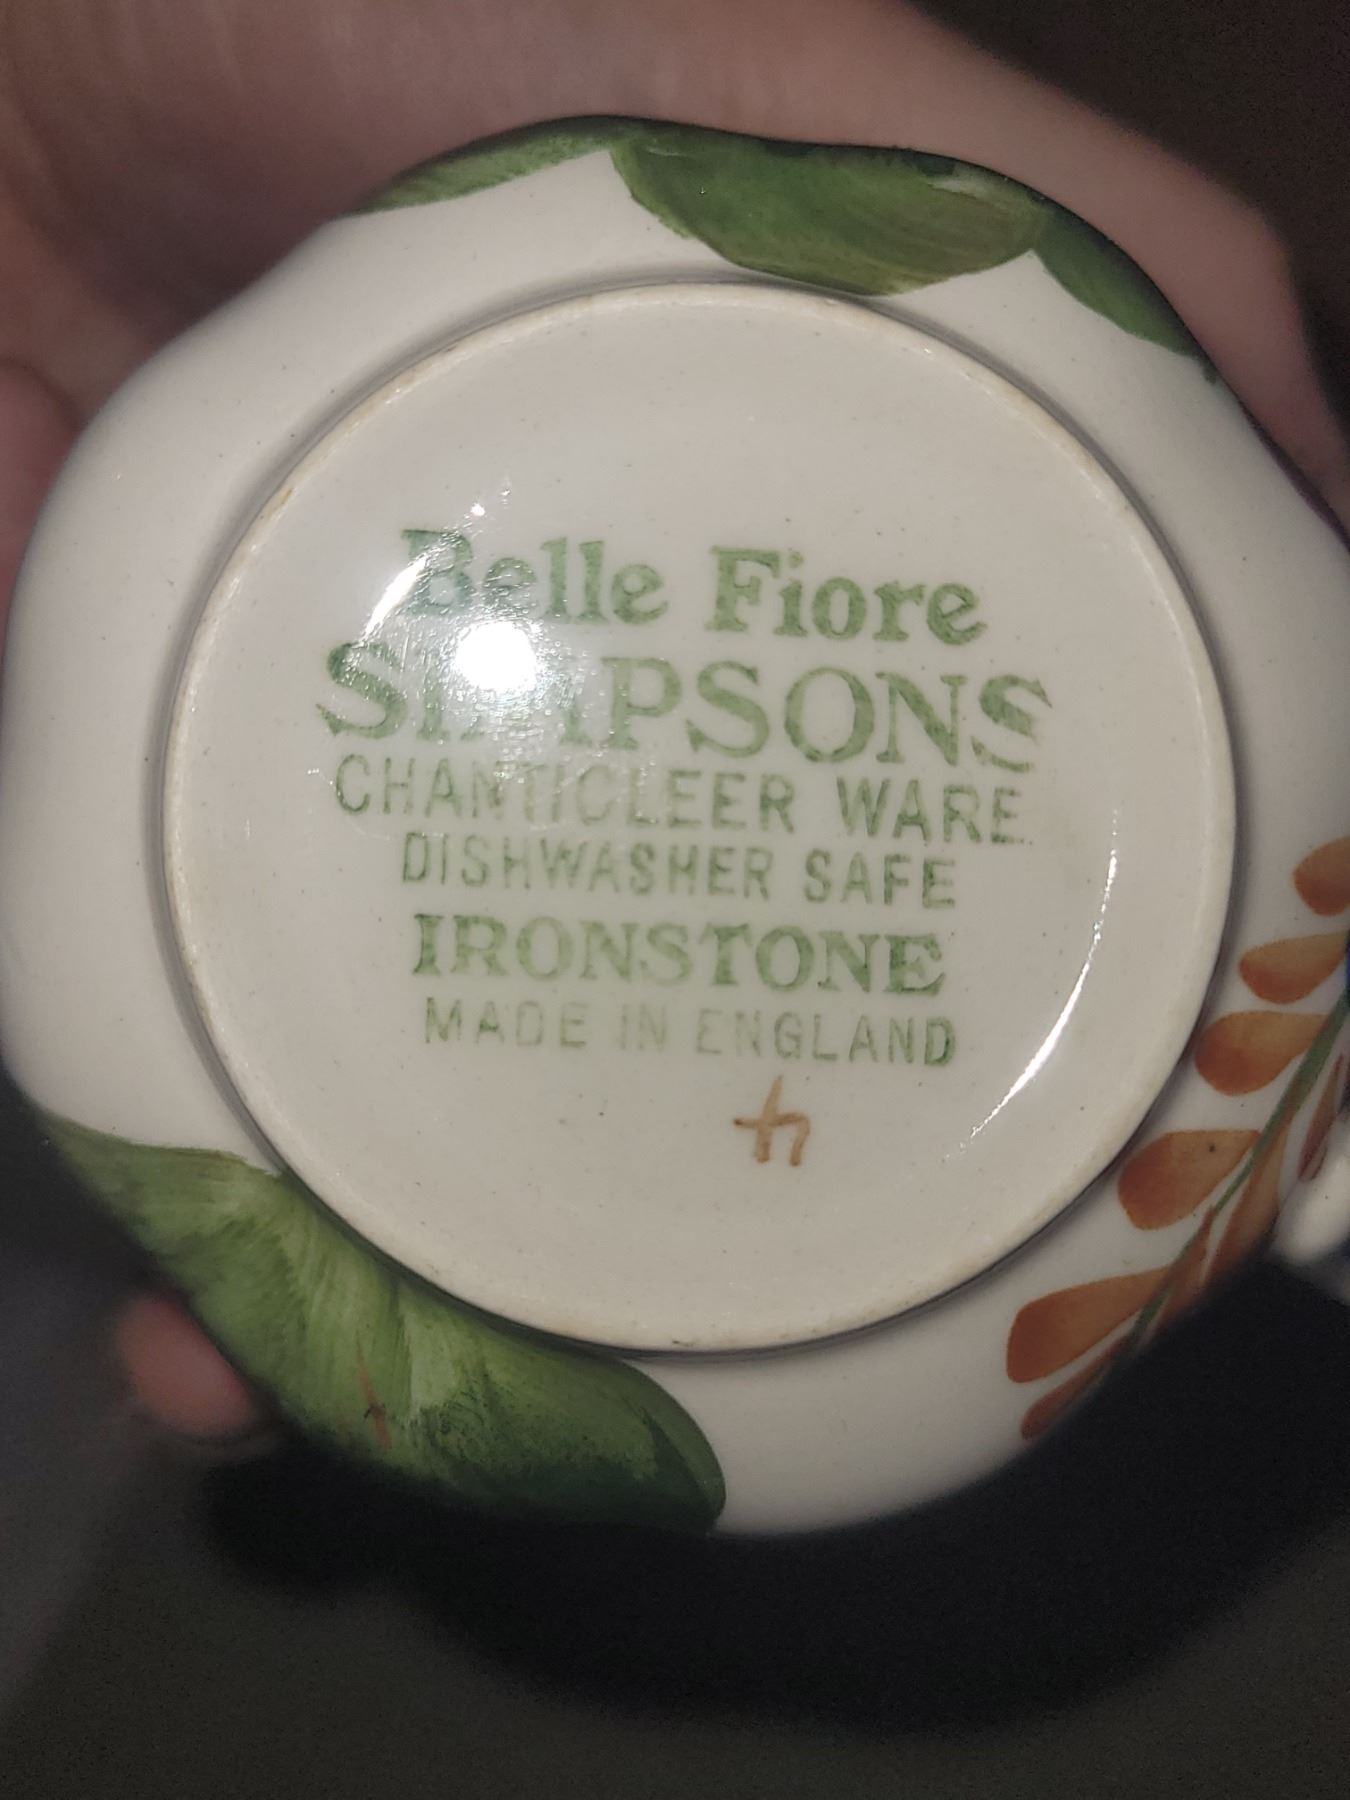 Belle Fiore
SIMPSONS
CHANTICLEER WARE
DISHWASHER SAFE
IRONSTONE
MADE IN ENGLAND